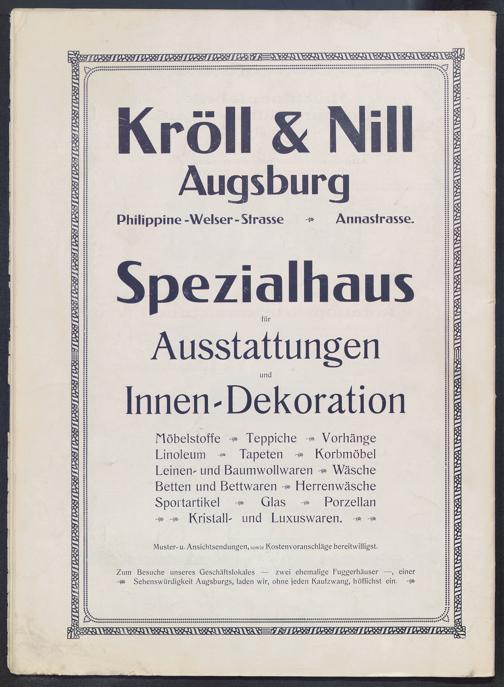 Kröll & Nill
Augsburg
Philippine-Welser-Strasse Annastrasse.
Spezialhaus
für
Ausstattungen
und
Innen-Dekoration
Möbelstoffe Teppiche Vorhänge
Linoleum Tapeten Korbmöbel
Leinen- und Baumwollwaren Wäsche
Betten und Bettwaren Herrenwäsche
Sportartikel Glas Porzellan
Kristall- und Luxuswaren.
Muster- u. Ansichtsendungen, sowie Kostenvoranschläge bereitwilligst.
Zum Besuche unseres Geschäftslokales — zwei ehemalige Fuggerhäuser —, einer
Sehenswürdigkeit Augsburgs, laden wir, ohne jeden Kaufzwang, höflichst ein.